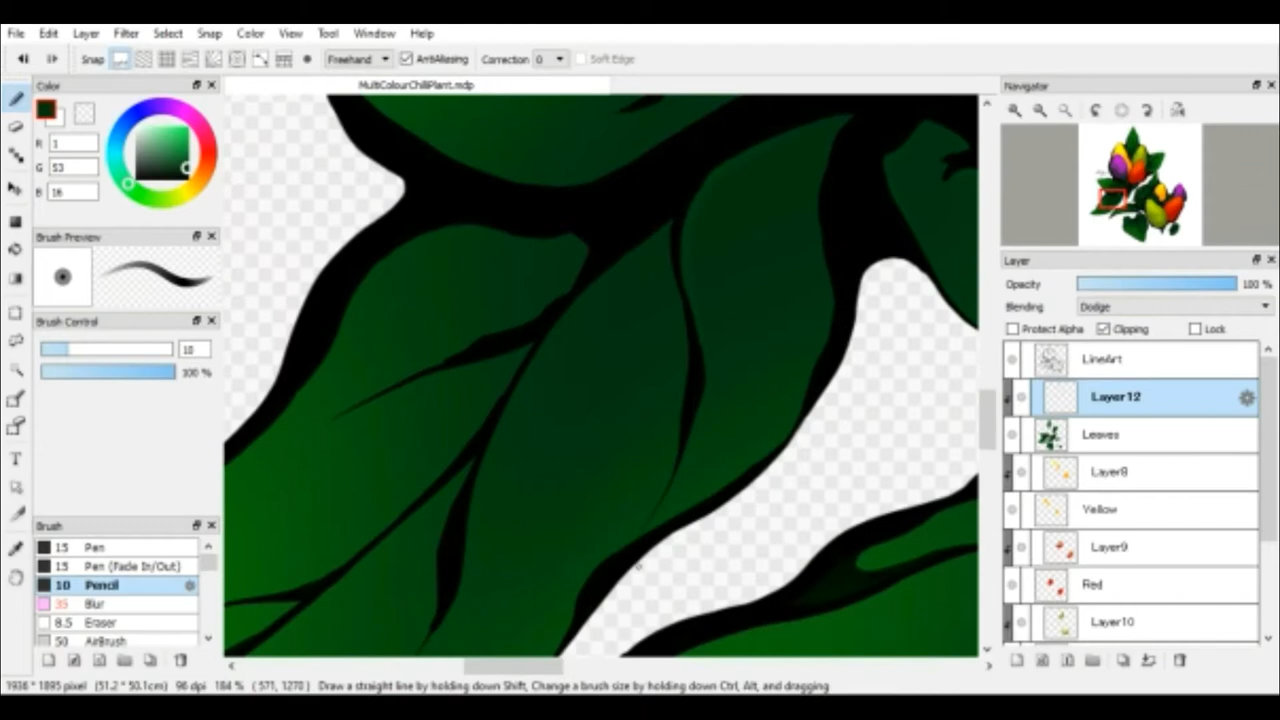 File Edit Layer Filter Select Snap Color View Tool Window Help
Snap Freehand AntiAliasing Correction 0 Soft Edge
Color
MultiColourChilliPlant.mdp
Navigator
R 1
G 53
B 16
Brush Preview
Layer
Opacity 100 %
Blending Dodge
Brush Control
Protect Alpha Clipping Lock
10
100 %
LineArt
Layer12
Leaves
Layer8
Yellow
Brush
Layer9
15 Pen
15 Pen (Fade In/Out)
10 Pencil
Red
35 Blur
8.5 Eraser
Layer10
50 AirBrush
1936 * 1895 pixel (51.2 * 50.1cm) 96 dpi 184 % ( 571, 1270 ) Draw a straight line by holding down Shift, Change a brush size by holding down Ctrl, Alt, and dragging